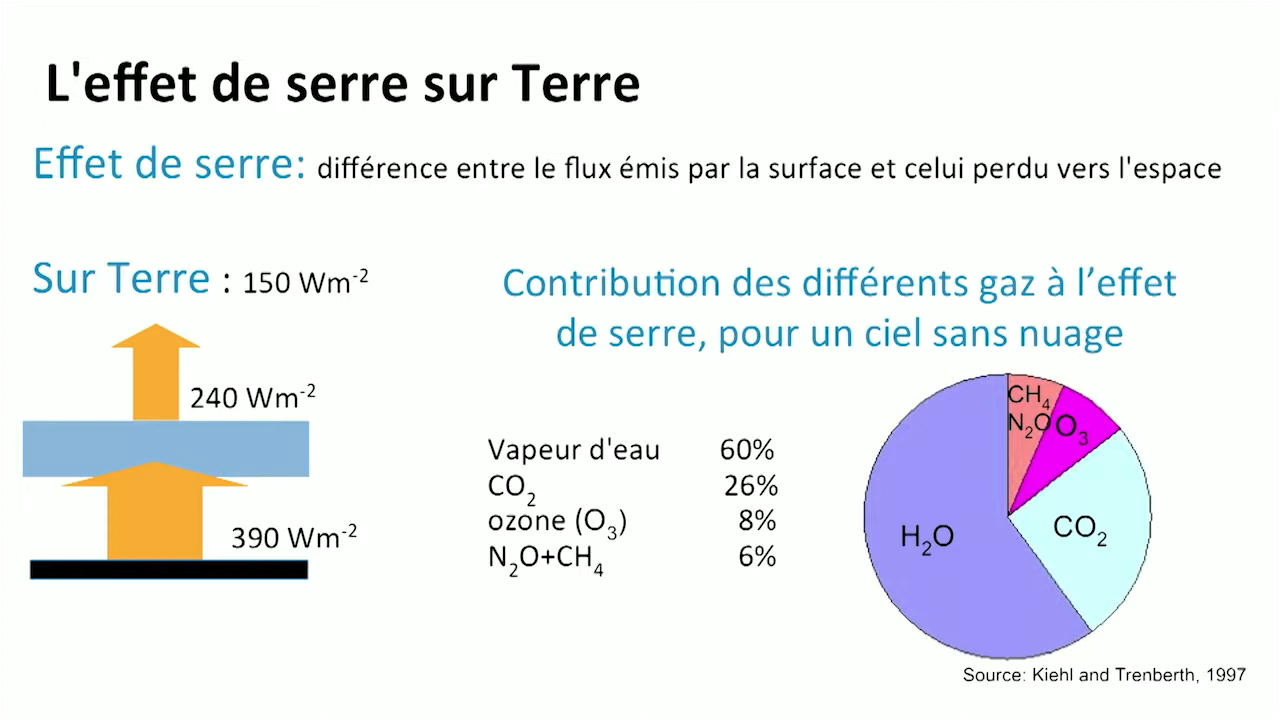 L'effet de serre sur Terre
Effet de serre: différence entre le flux émis par la surface et celui perdu vers l'espace
Sur Terre : 150 Wm-2
240 Wm-2
390 Wm-2
Contribution des différents gaz à l’effet
de serre, pour un ciel sans nuage
Vapeur d'eau 60%
CO2 26%
ozone (O3) 8%
N2O+CH4 6%
CH4
N2O
O3
CO2
H2O
Source: Kiehl and Trenberth, 1997